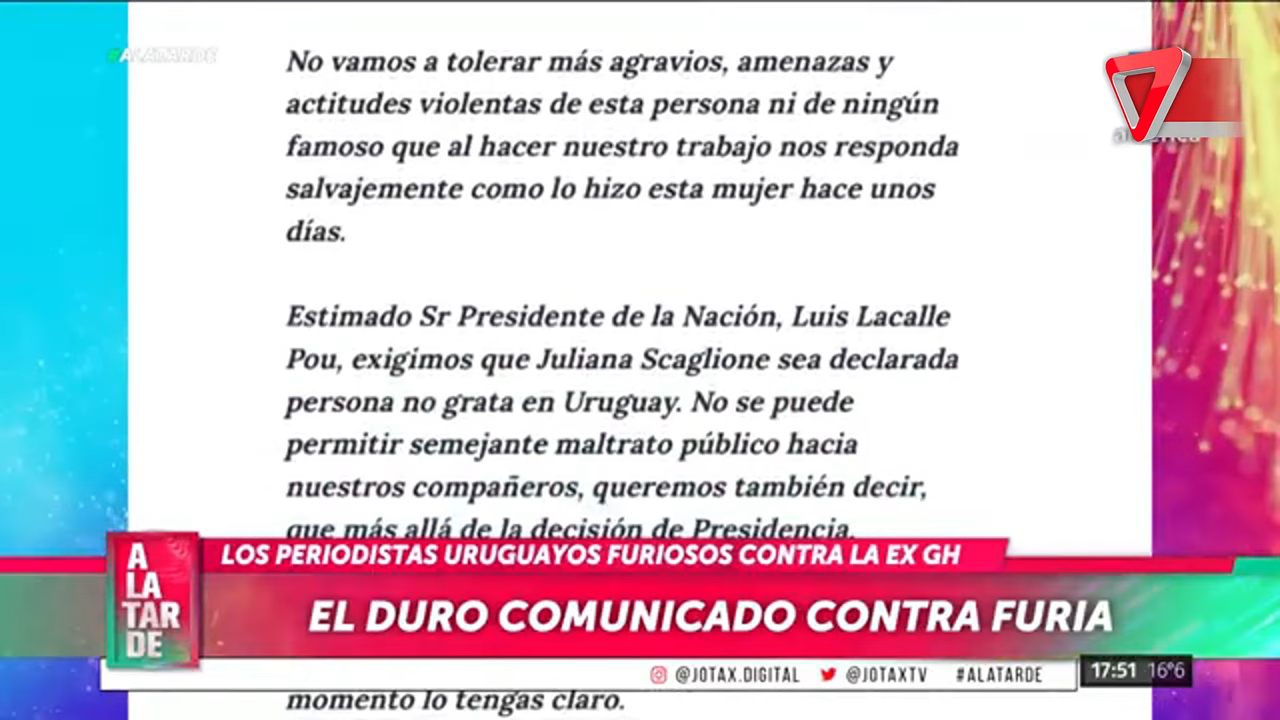 #ALATARDE
No vamos a tolerar más agravios, amenazas y
actitudes violentas de esta persona ni de ningún
famoso que al hacer nuestro trabajo nos responda
salvajemente como lo hizo esta mujer hace unos
días.
Estimado Sr Presidente de la Nación, Luis Lacalle
Pou, exigimos que Juliana Scaglione sea declarada
persona no grata en Uruguay. No se puede
permitir semejante maltrato público hacia
nuestros compañeros, queremos también decir,
que más allá de la decisión de Presidencia,
LOS PERIODISTAS URUGUAYOS FURIOSOS CONTRA LA EX GH
A
LA
TAR
DE
EL DURO COMUNICADO CONTRA FURIA
@JOTAX.DIGITAL @JOTAXTV #ALATARDE
17:51 16°6
momento lo tengas claro.